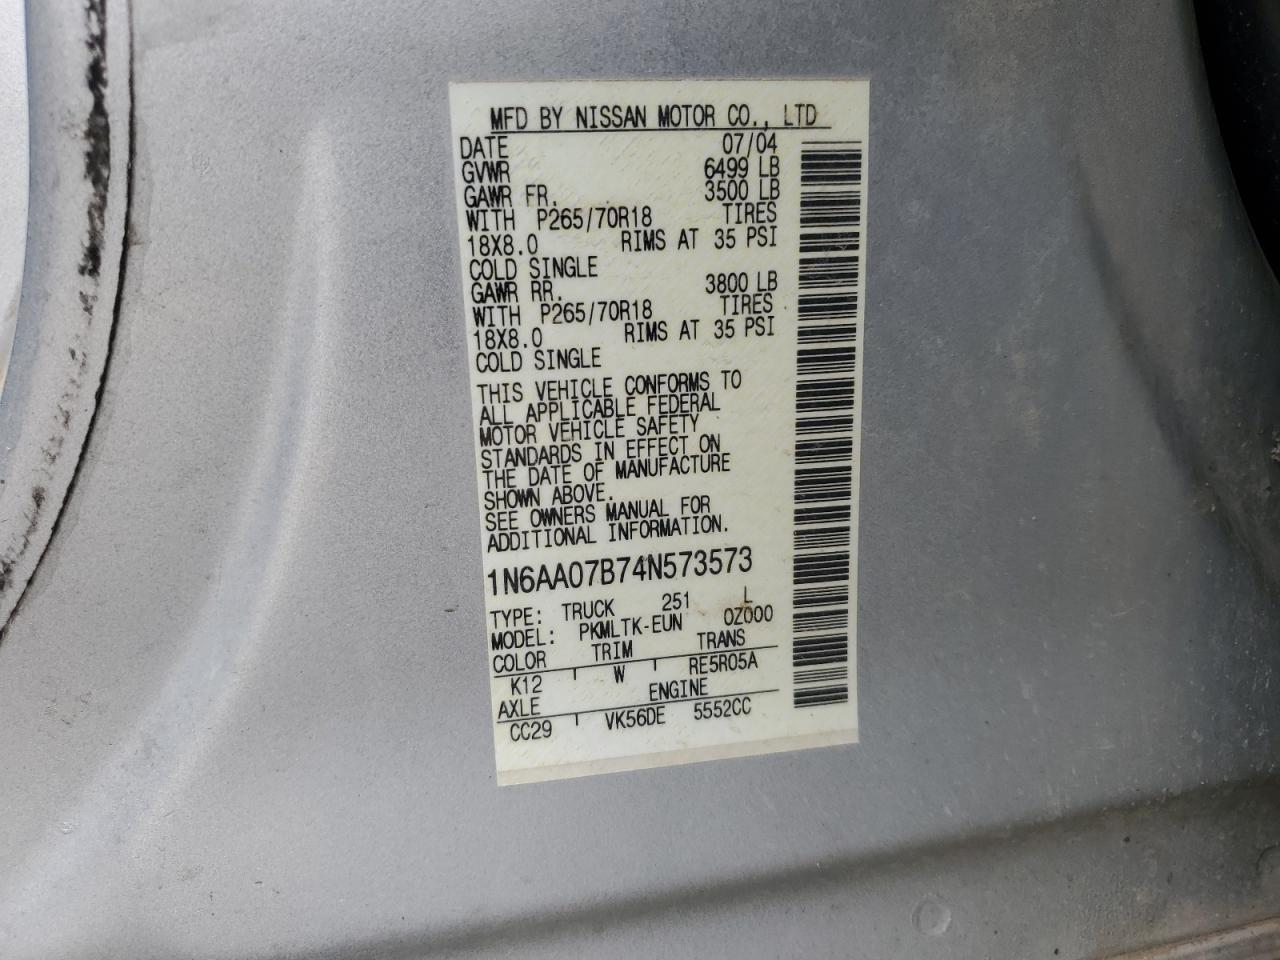 MFD BY NISSAN MOTOR CO., LTD
DATE 07/04
GVWR 6499 LB
GAWR FR. 3500 LB
WITH P265/70R18 TIRES
18X8.0 RIMS AT 35 PSI
COLD SINGLE
GAWR RR. 3800 LB
WITH P265/70R18 TIRES
18X8.0 RIMS AT 35 PSI
COLD SINGLE
THIS VEHICLE CONFORMS TO
ALL APPLICABLE FEDERAL
MOTOR VEHICLE SAFETY
STANDARDS IN EFFECT ON
THE DATE OF MANUFACTURE
SHOWN ABOVE.
SEE OWNERS MANUAL FOR
ADDITIONAL INFORMATION.
1N6AA07B74N573573
TYPE: TRUCK 251 L
MODEL: PKMLTK-EUN 0Z000
COLOR TRIM TRANS
K12 W RE5R05A
AXLE ENGINE
CC29 VK56DE 5552CC